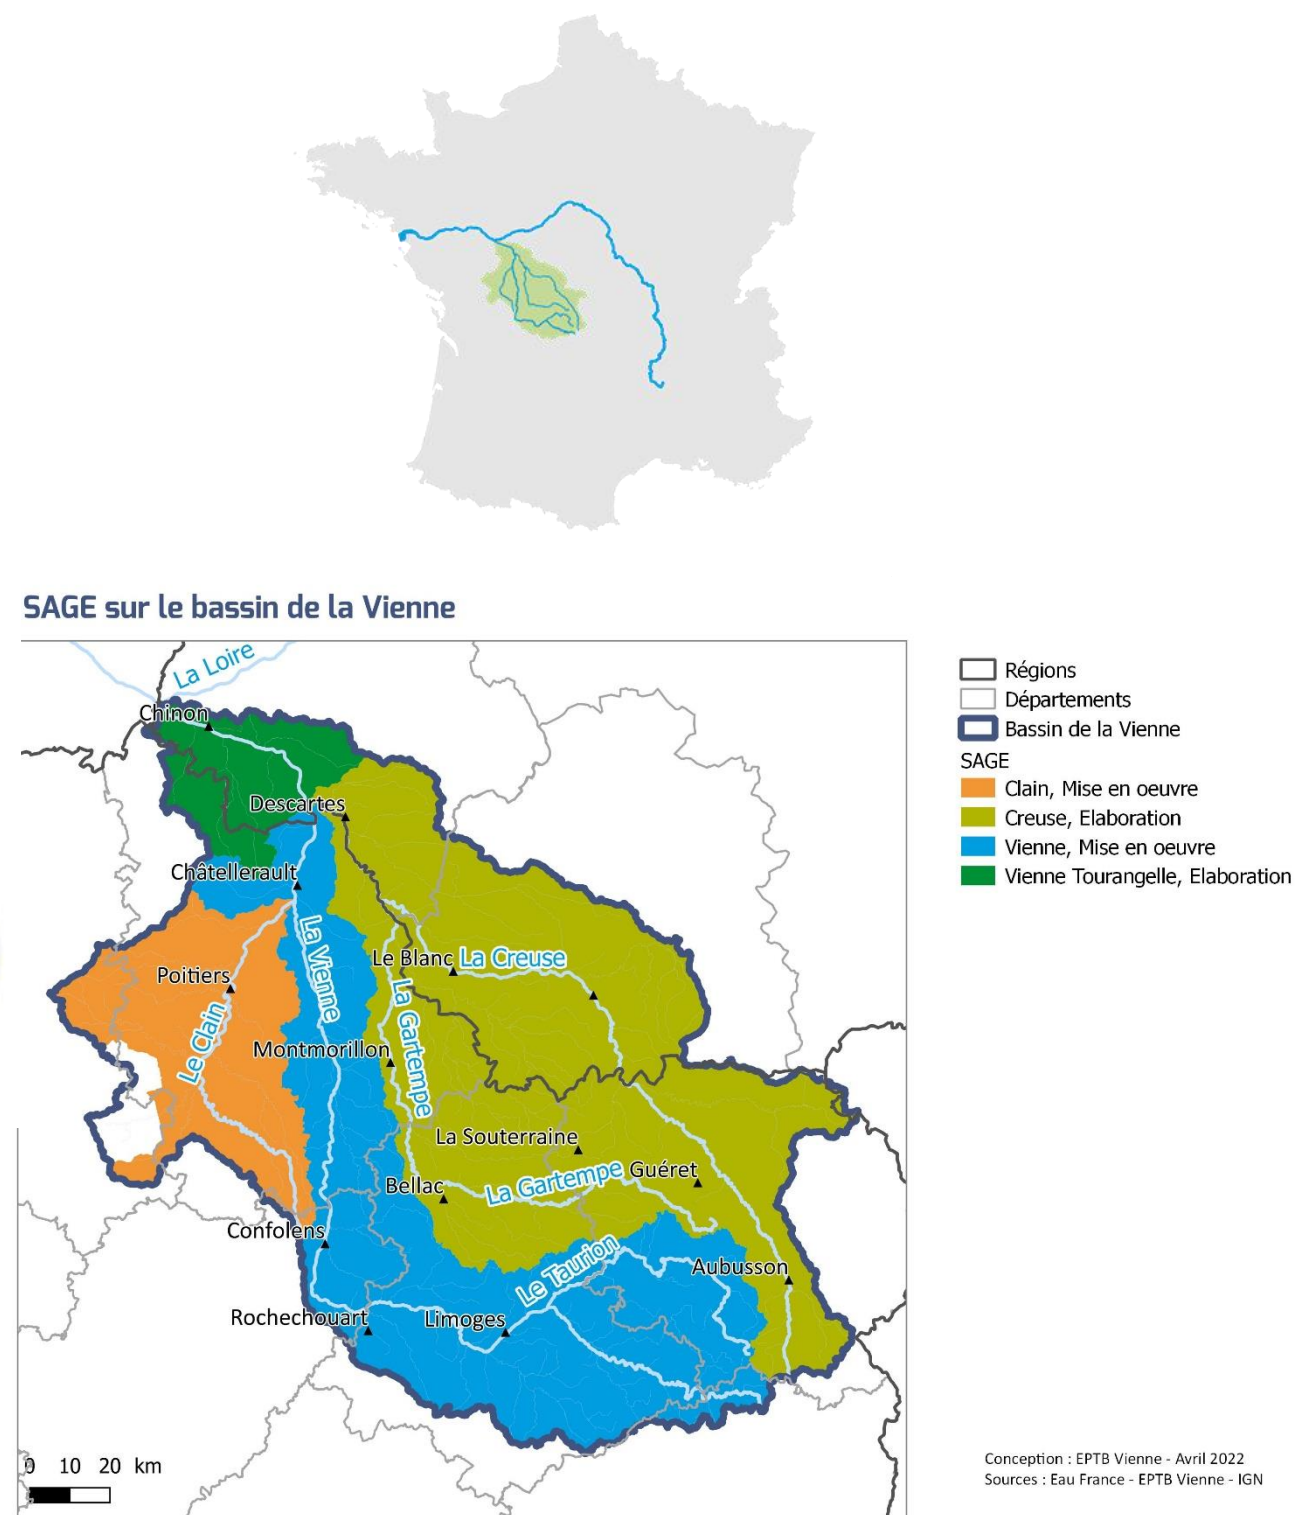 SAGE sur le bassin de la Vienne
La Loire
Chinon
Descartes
Châtellerault
La Vienne
Poitiers
Le Blanc
La Creuse
Le Clain
La Gartempe
Montmorillon
La Souterraine
Bellac
La Gartempe
Guéret
Confolens
Le Taurion
Aubusson
Rochechouart
Limoges
0 10 20 km
Régions
Départements
Bassin de la Vienne
SAGE
Clain, Mise en oeuvre
Creuse, Elaboration
Vienne, Mise en oeuvre
Vienne Tourangelle, Elaboration
Conception : EPTB Vienne - Avril 2022
Sources : Eau France - EPTB Vienne - IGN